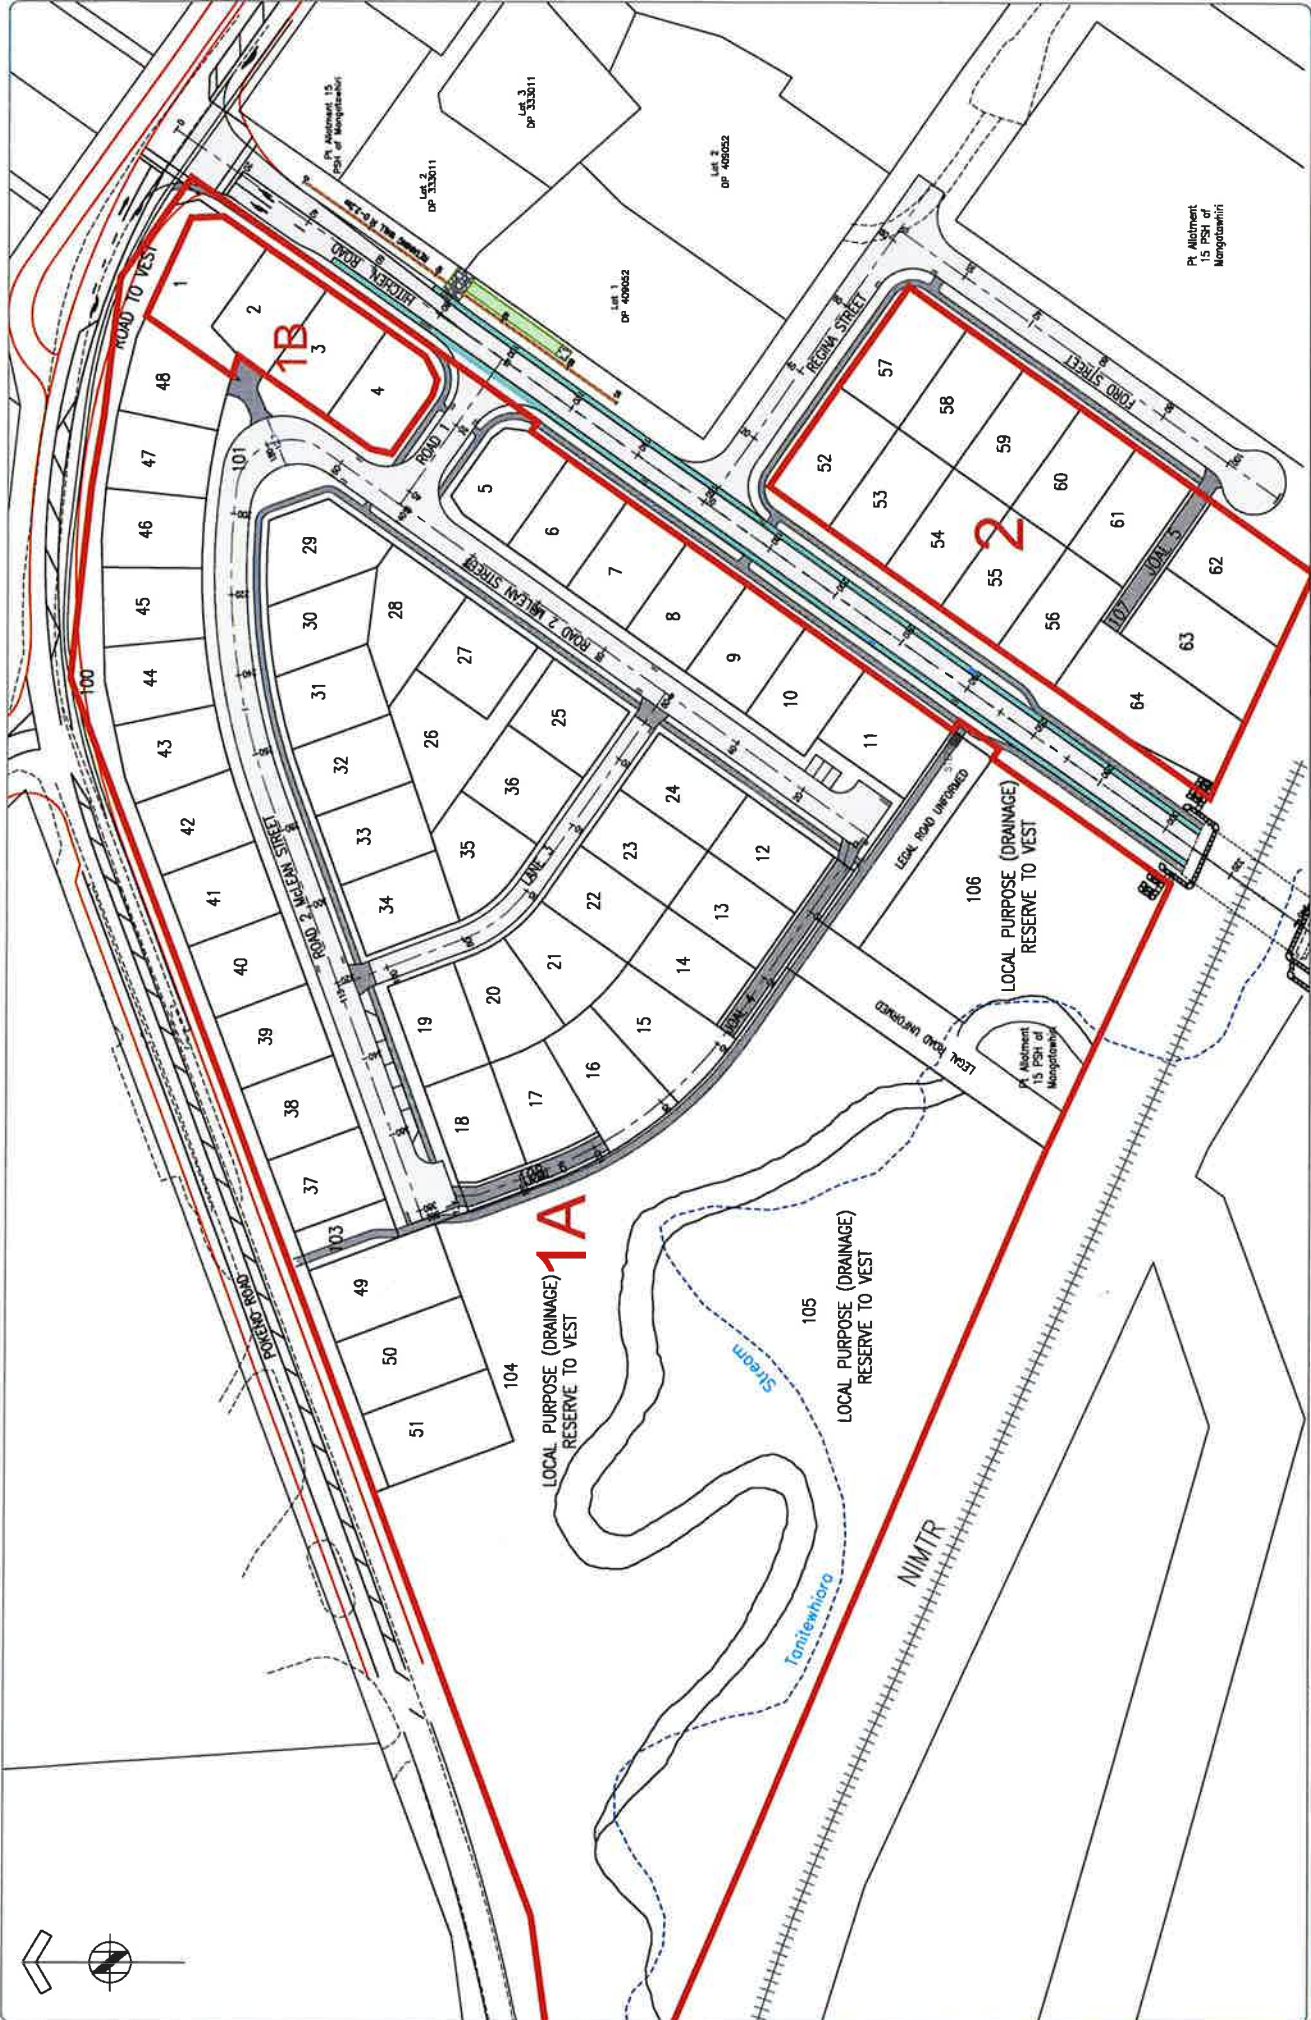 Pt Allotment 15
PSH of
Mangatawhiri
Lot 3
DP 333011
Lot 2
DP 333011
Lot 2
DP 409052
Lot 1
DP 409052
Pt Allotment
15 PSH of
Mangatawhiri
ROAD TO VEST
HITCHEN ROAD
REGINA STREET
FORD STREET
1
2
3
4
1B
48
47
46
45
44
43
42
41
40
39
38
37
100
101
103
ROAD 1
5
6
7
8
9
10
11
29
30
31
32
33
34
28
27
26
25
36
35
24
23
22
21
20
19
18
17
16
15
14
13
12
ROAD 2 McLEAN STREET
ROAD 2 McLEAN STREET
LANE 3
JOAL 4
57
58
59
60
61
62
63
64
52
53
54
55
56
2
107
JOAL 5
LEGAL ROAD UNFORMED
LEGAL ROAD UNFORMED
106
LOCAL PURPOSE (DRAINAGE)
RESERVE TO VEST
Pt Allotment
15 PSH of
Mangatawhiri
POKENO ROAD
49
50
51
104
LOCAL PURPOSE (DRAINAGE)
RESERVE TO VEST
1A
105
LOCAL PURPOSE (DRAINAGE)
RESERVE TO VEST
Stream
Tanitewhiora
NIMTR